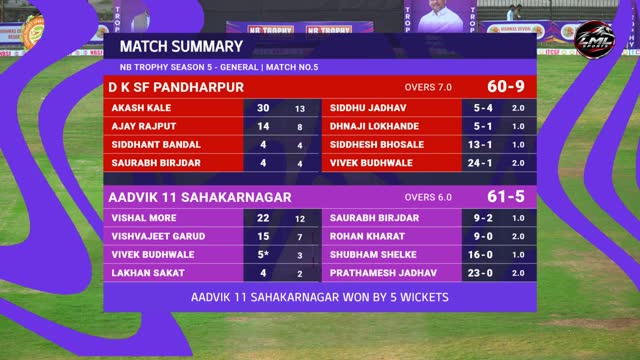 NB TROPHY
LML
SPORTS
MATCH SUMMARY
NB TROPHY SEASON 5 - GENERAL | MATCH NO.5
D K SF PANDHARPUR OVERS 7.0 60-9
AKASH KALE 30 13 SIDDHU JADHAV 5-4 2.0
AJAY RAJPUT 14 8 DHNAJI LOKHANDE 5-1 1.0
SIDDHANT BANDAL 4 4 SIDDHESH BHOSALE 13-1 1.0
SAURABH BIRJDAR 4 4 VIVEK BUDHWALE 24-1 2.0
AADVIK 11 SAHAKARNAGAR OVERS 6.0 61-5
VISHAL MORE 22 12 SAURABH BIRJDAR 9-2 1.0
VISHVAJEET GARUD 15 7 ROHAN KHARAT 9-0 2.0
VIVEK BUDHWALE 5* 3 SHUBHAM SHELKE 16-0 1.0
LAKHAN SAKAT 4 2 PRATHAMESH JADHAV 23-0 2.0
AADVIK 11 SAHAKARNAGAR WON BY 5 WICKETS